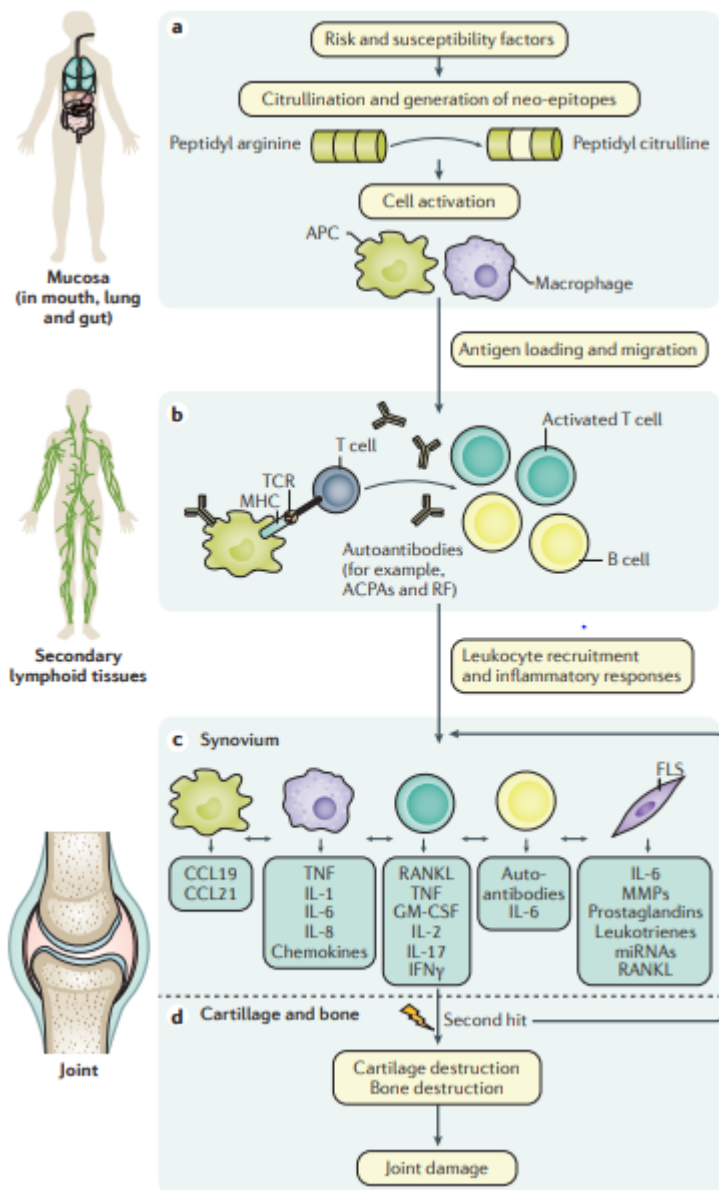 a
Risk and susceptibility factors
Citrullination and generation of neo-epitopes
Peptidyl arginine
Peptidyl citrulline
Cell activation
APC
Macrophage
Mucosa
(in mouth, lung
and gut)
Antigen loading and migration
b
T cell
Activated T cell
TCR
MHC
Autoantibodies
(for example,
ACPAs and RF)
B cell
Secondary
lymphoid tissues
Leukocyte recruitment
and inflammatory responses
c Synovium
FLS
CCL19
CCL21
TNF
IL-1
IL-6
IL-8
Chemokines
RANKL
TNF
GM-CSF
IL-2
IL-17
IFNγ
Auto-
antibodies
IL-6
IL-6
MMPs
Prostaglandins
Leukotrienes
miRNAs
RANKL
d Cartillage and bone
Second hit
Joint
Cartilage destruction
Bone destruction
Joint damage